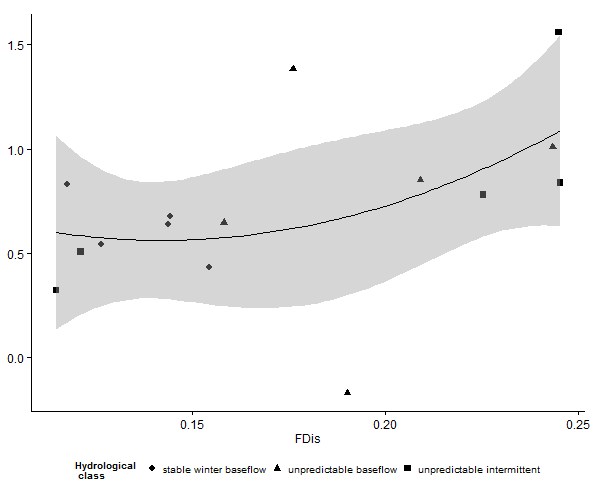 1.5
1.0
0.5
0.0
0.15 0.20 0.25
FDis
Hydrological
class
stable winter baseflow unpredictable baseflow unpredictable intermittent